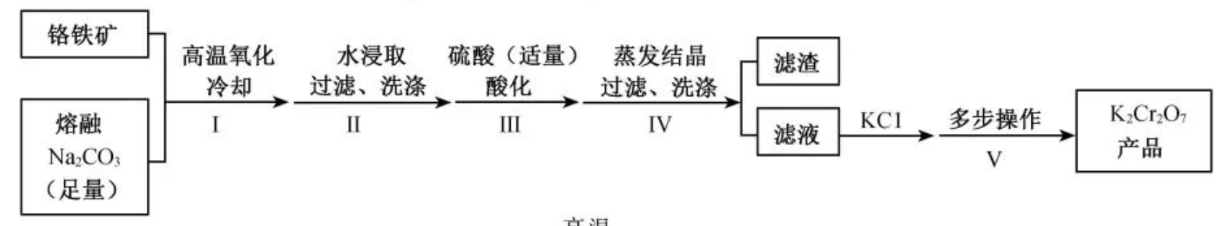 铬铁矿
熔融
Na₂CO₃
（足量）
高温氧化
冷却
I
水浸取
过滤、洗涤
II
硫酸（适量）
酸化
III
蒸发结晶
过滤、洗涤
IV
滤渣
滤液
KCl
多步操作
V
K₂Cr₂O₇
产品
高温